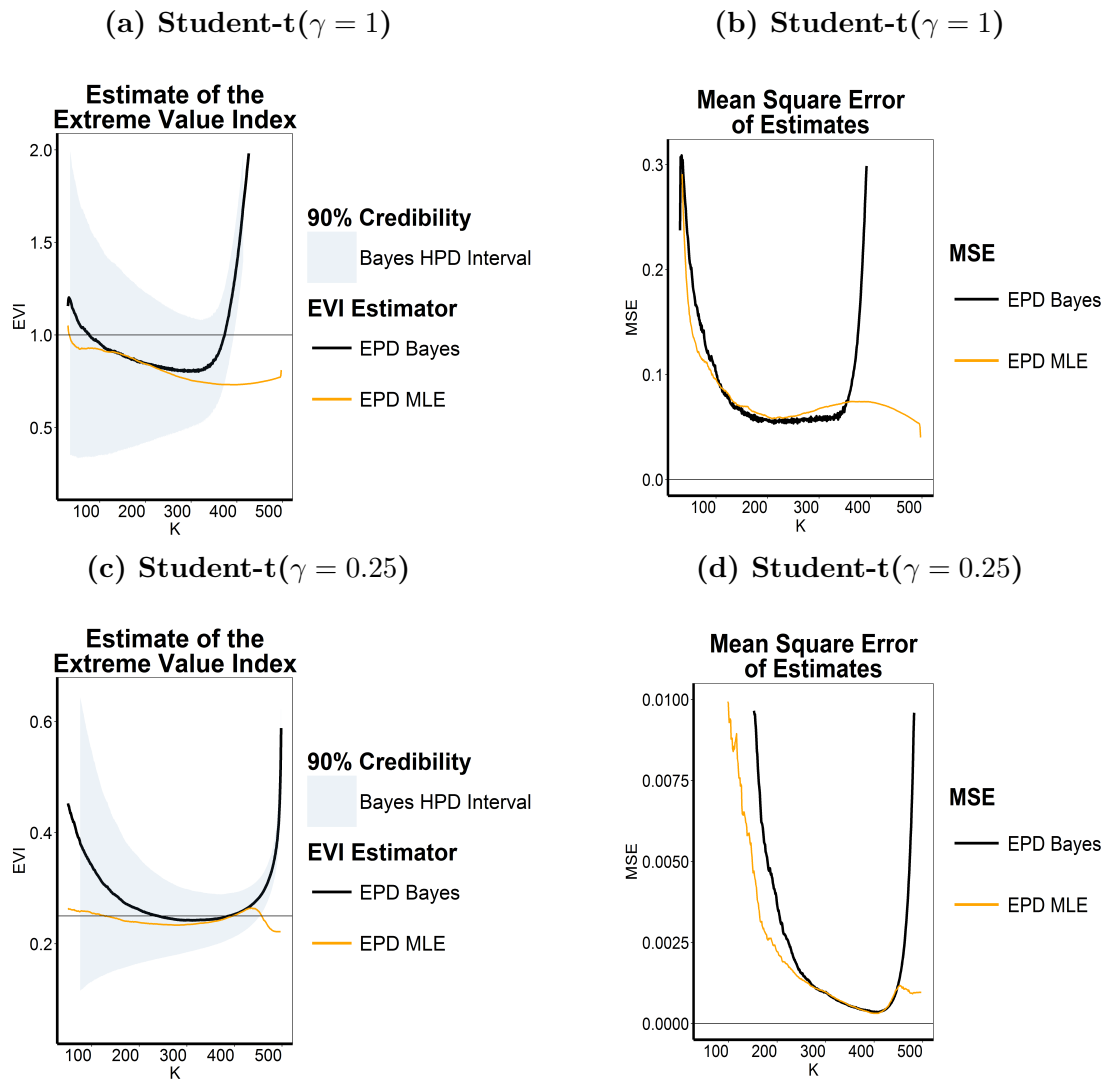 (a) Student-t(γ = 1)
Estimate of the
Extreme Value Index
2.0
1.5
1.0
0.5
EVI
100 200 300 400 500
K
90% Credibility
Bayes HPD Interval
EVI Estimator
EPD Bayes
EPD MLE
(b) Student-t(γ = 1)
Mean Square Error
of Estimates
0.3
0.2
0.1
0.0
MSE
100 200 300 400 500
K
MSE
EPD Bayes
EPD MLE
(c) Student-t(γ = 0.25)
Estimate of the
Extreme Value Index
0.6
0.4
0.2
EVI
100 200 300 400 500
K
90% Credibility
Bayes HPD Interval
EVI Estimator
EPD Bayes
EPD MLE
(d) Student-t(γ = 0.25)
Mean Square Error
of Estimates
0.0100
0.0075
0.0050
0.0025
0.0000
MSE
100 200 300 400 500
K
MSE
EPD Bayes
EPD MLE